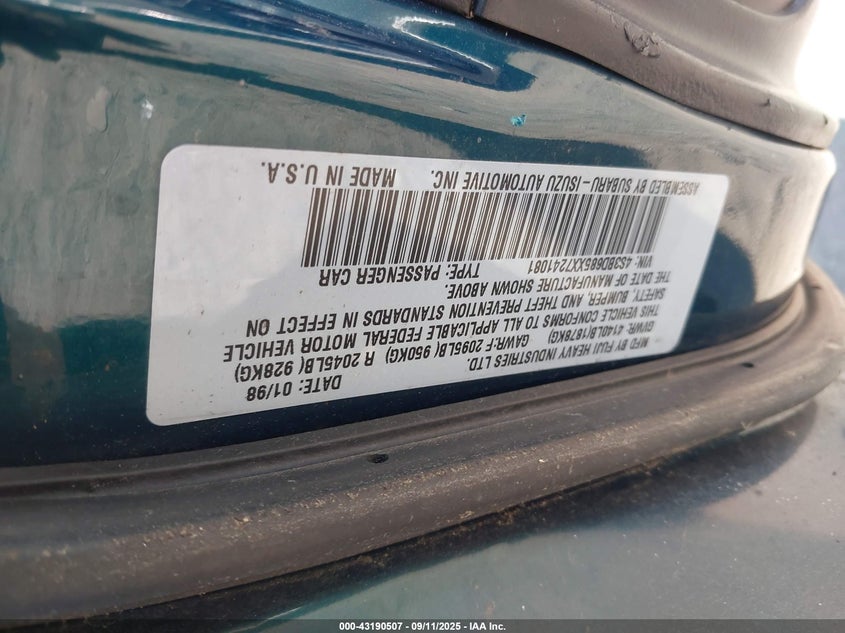 MFD BY FUJI HEAVY INDUSTRIES LTD. DATE: 01/98
GVWR: 4140LB(1878KG) GAWR: F 2095LB( 950KG) R 2045LB( 928KG)
THIS VEHICLE CONFORMS TO ALL APPLICABLE FEDERAL MOTOR VEHICLE
SAFETY, BUMPER, AND THEFT PREVENTION STANDARDS IN EFFECT ON
THE DATE OF MANUFACTURE SHOWN ABOVE.
VIN: 4S3BD685XX7241081 TYPE: PASSENGER CAR
ASSEMBLED BY SUBARU-ISUZU AUTOMOTIVE INC. MADE IN U.S.A.
000-43190507 - 09/11/2025 - IAA Inc.